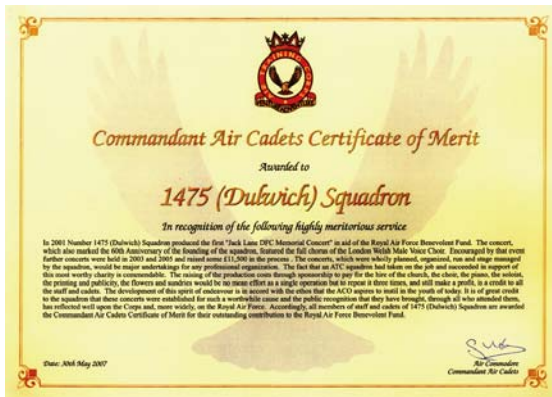 AIR TRAINING CORPS
VENTURE ADVENTURE
Commandant Air Cadets Certificate of Merit
Awarded to
1475 (Dulwich) Squadron
In recognition of the following highly meritorious service
In 2001 Number 1475 (Dulwich) Squadron produced the first "Jack Lane DFC Memorial Concert" in aid of the Royal Air Force Benevolent Fund. The concert,
which also marked the 60th Anniversary of the founding of the squadron, featured the full chorus of the London Welsh Male Voice Choir. Encouraged by that event
further concerts were held in 2003 and 2005 and raised some £11,500 in the process . The concerts, which were wholly planned, organized, run and stage managed
by the squadron, would be major undertakings for any professional organization. The fact that an ATC squadron had taken on the job and succeeded in support of
this most worthy charity is commendable. The raising of the production costs through sponsorship to pay for the hire of the church, the choir, the piano, the soloist,
the printing and publicity, the flowers and sundries would be no mean effort as a single operation but to repeat it three times, and still make a profit, is a credit to all
the staff and cadets. The development of this spirit of endeavour is in accord with the ethos that the ACO aspires to instil in the youth of today. It is of great credit
to the squadron that these concerts were established for such a worthwhile cause and the public recognition that they have brought, through all who attended them,
has reflected well upon the Corps and, more widely, on the Royal Air Force. Accordingly, all members of staff and cadets of 1475 (Dulwich) Squadron are awarded
the Commandant Air Cadets Certificate of Merit for their outstanding contribution to the Royal Air Force Benevolent Fund.
Date: 30th May 2007
Air Commodore
Commandant Air Cadets